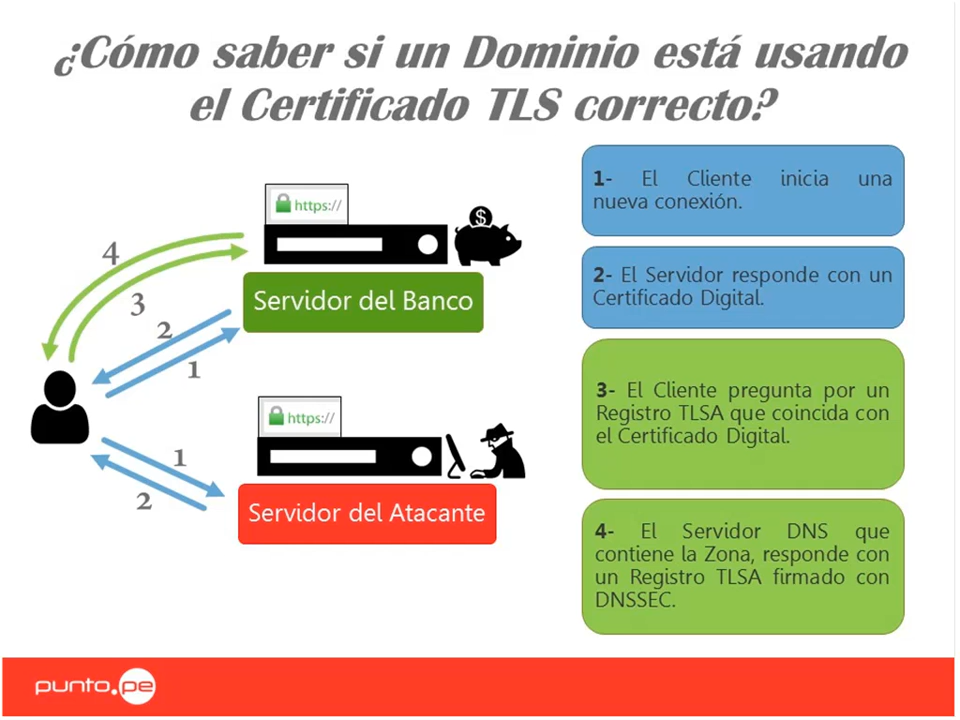 ¿Cómo saber si un Dominio está usando
el Certificado TLS correcto?
https://
Servidor del Banco
4
3
2
1
https://
1
2
Servidor del Atacante
1- El Cliente inicia una
nueva conexión.
2- El Servidor responde con un
Certificado Digital.
3- El Cliente pregunta por un
Registro TLSA que coincida con
el Certificado Digital.
4- El Servidor DNS que
contiene la Zona, responde con
un Registro TLSA firmado con
DNSSEC.
punto.pe
$